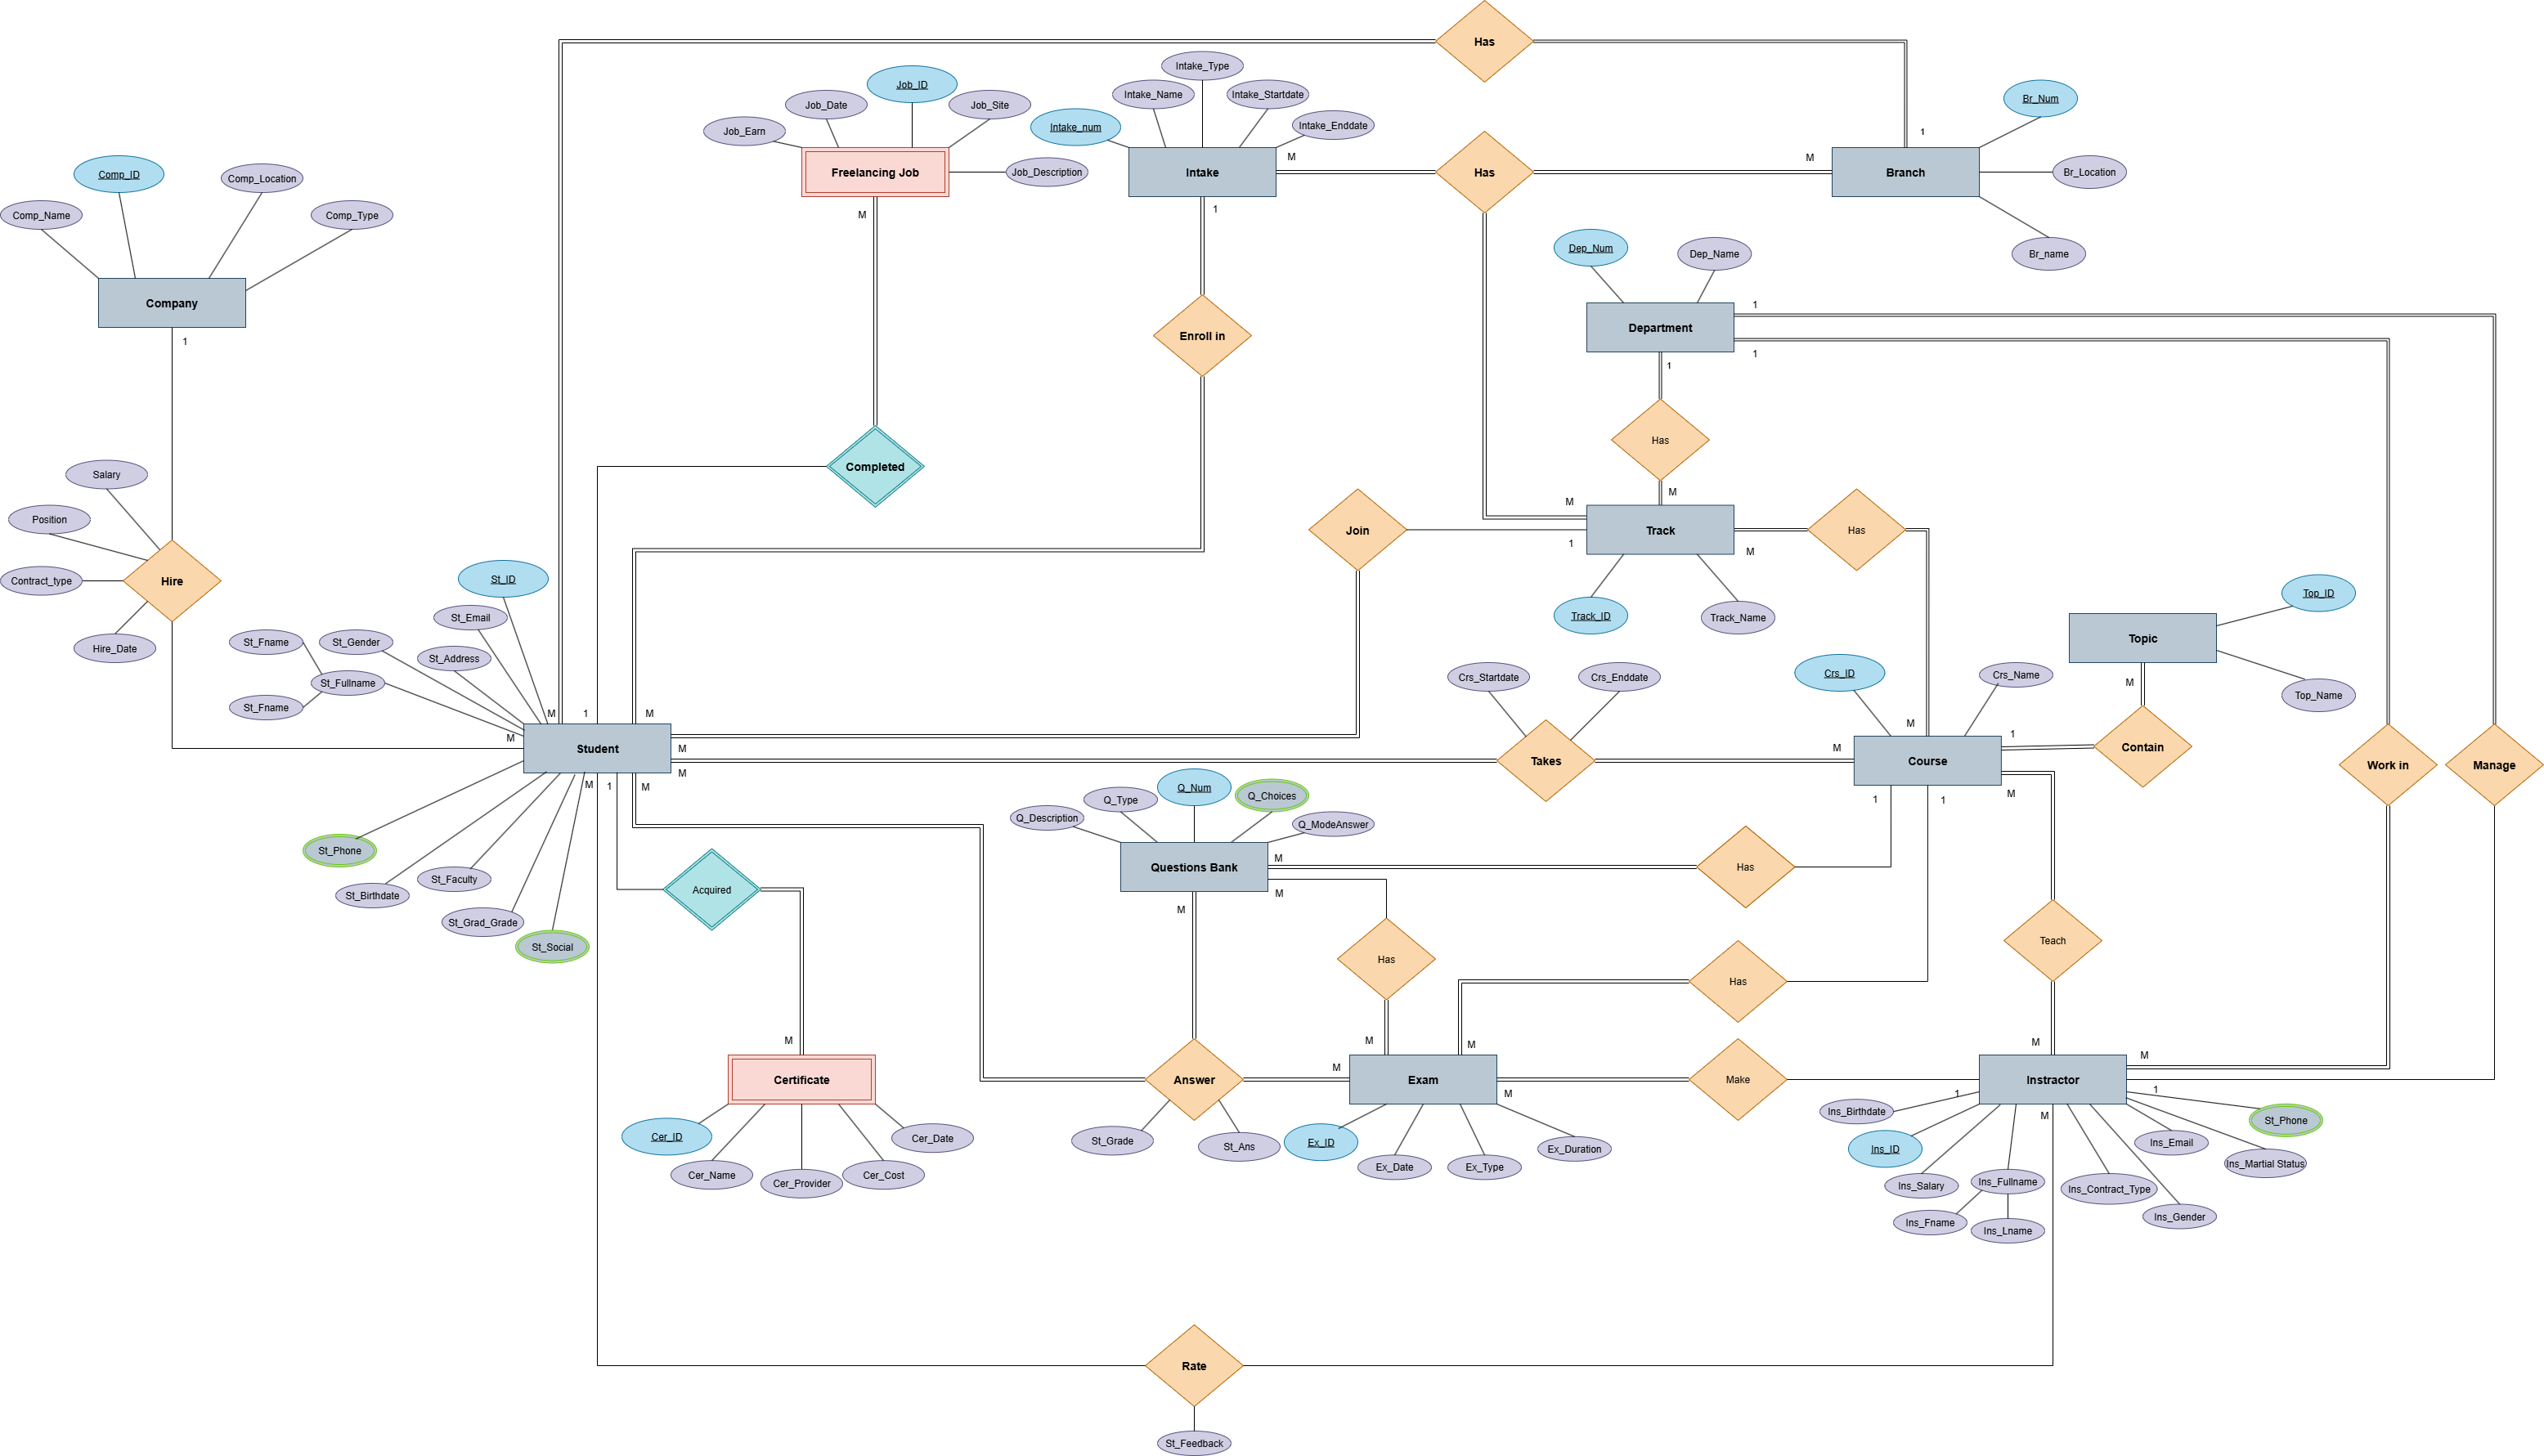 Has
Intake_Type
Job_ID
Intake_Name
Intake_Startdate
Br_Num
Job_Date
Job_Site
Job_Earn
Intake_num
Intake_Enddate
1
M
M
Freelancing Job
Job_Description
Intake
Has
Branch
Br_Location
Comp_ID
Comp_Location
Comp_Name
Comp_Type
M
1
Dep_Num
Dep_Name
Br_name
Company
1
Department
1
1
1
Enroll in
Has
Completed
Salary
M
M
Position
Join
Track
Has
1
M
Contract_type
Hire
St_ID
Hire_Date
St_Email
Track_ID
Track_Name
Top_ID
St_Fname
St_Gender
St_Address
Topic
St_Fullname
Crs_Startdate
Crs_Enddate
Crs_ID
Crs_Name
M
Top_Name
St_Fname
M
1
M
M
M
Student
M
M
1
Contain
M
Takes
Course
Work in
Manage
M
1
M
Q_Num
Q_Type
Q_Choices
1
1
M
Q_Description
Q_ModeAnswer
St_Phone
M
Questions Bank
Has
St_Faculty
Acquired
M
St_Birthdate
M
St_Grad_Grade
St_Social
Has
Teach
Has
M
M
M
M
M
M
Certificate
Answer
Exam
Make
Instractor
M
1
1
Ins_Birthdate
M
St_Phone
Cer_ID
Cer_Date
St_Grade
St_Ans
Ex_ID
Ex_Duration
Ins_ID
Ins_Email
Cer_Name
Cer_Provider
Cer_Cost
Ex_Date
Ex_Type
Ins_Martial Status
Ins_Salary
Ins_Fullname
Ins_Contract_Type
Ins_Fname
Ins_Lname
Ins_Gender
Rate
St_Feedback